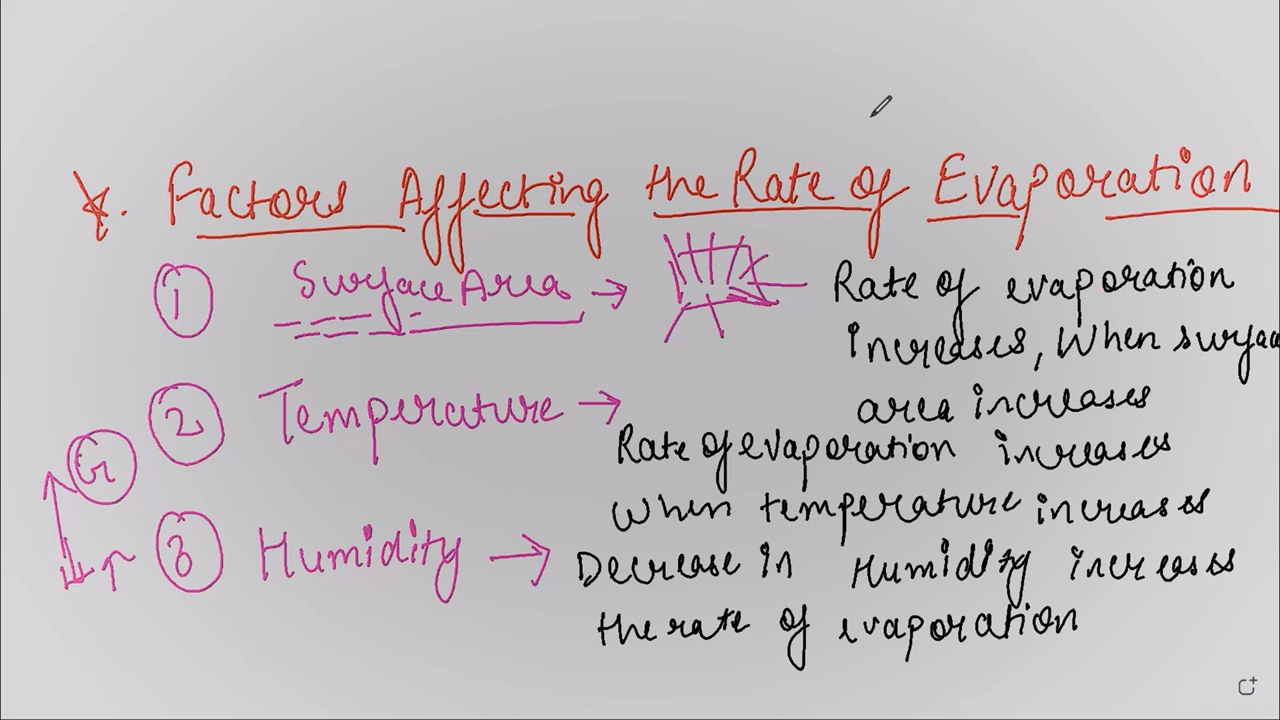 Factors Affecting the Rate of Evaporation
1 Surface Area → Rate of evaporation
increases, When surface
area increases
2 Temperature →
Rate of evaporation increases
When temperature increases
G
3 Humidity → Decrease in Humidity increases
the rate of evaporation